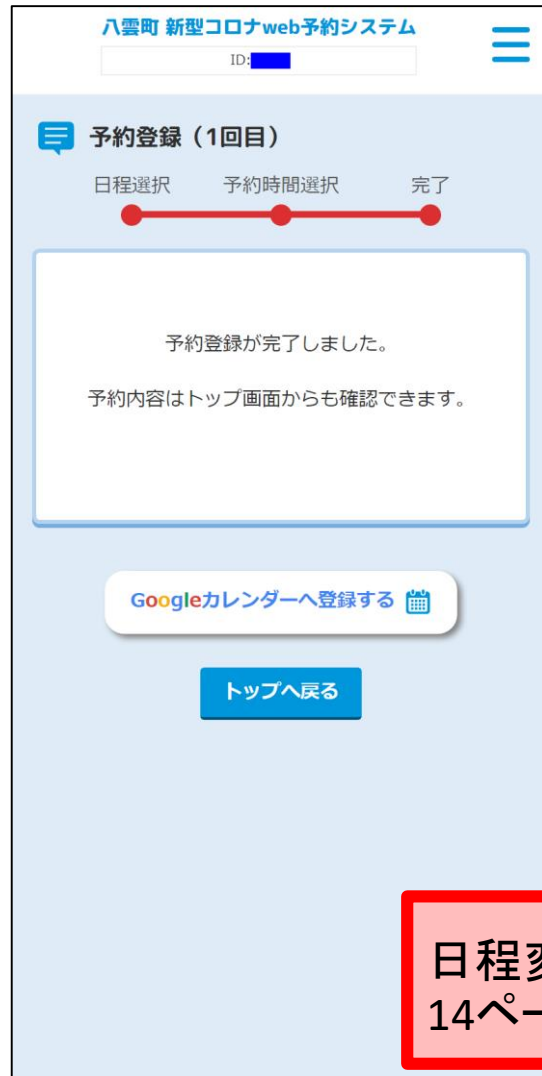 八雲町 新型コロナweb予約システム
ID:
予約登録（1回目）
日程選択 予約時間選択 完了
予約登録が完了しました。
予約内容はトップ画面からも確認できます。
Googleカレンダーへ登録する
トップへ戻る
日程
14ペー